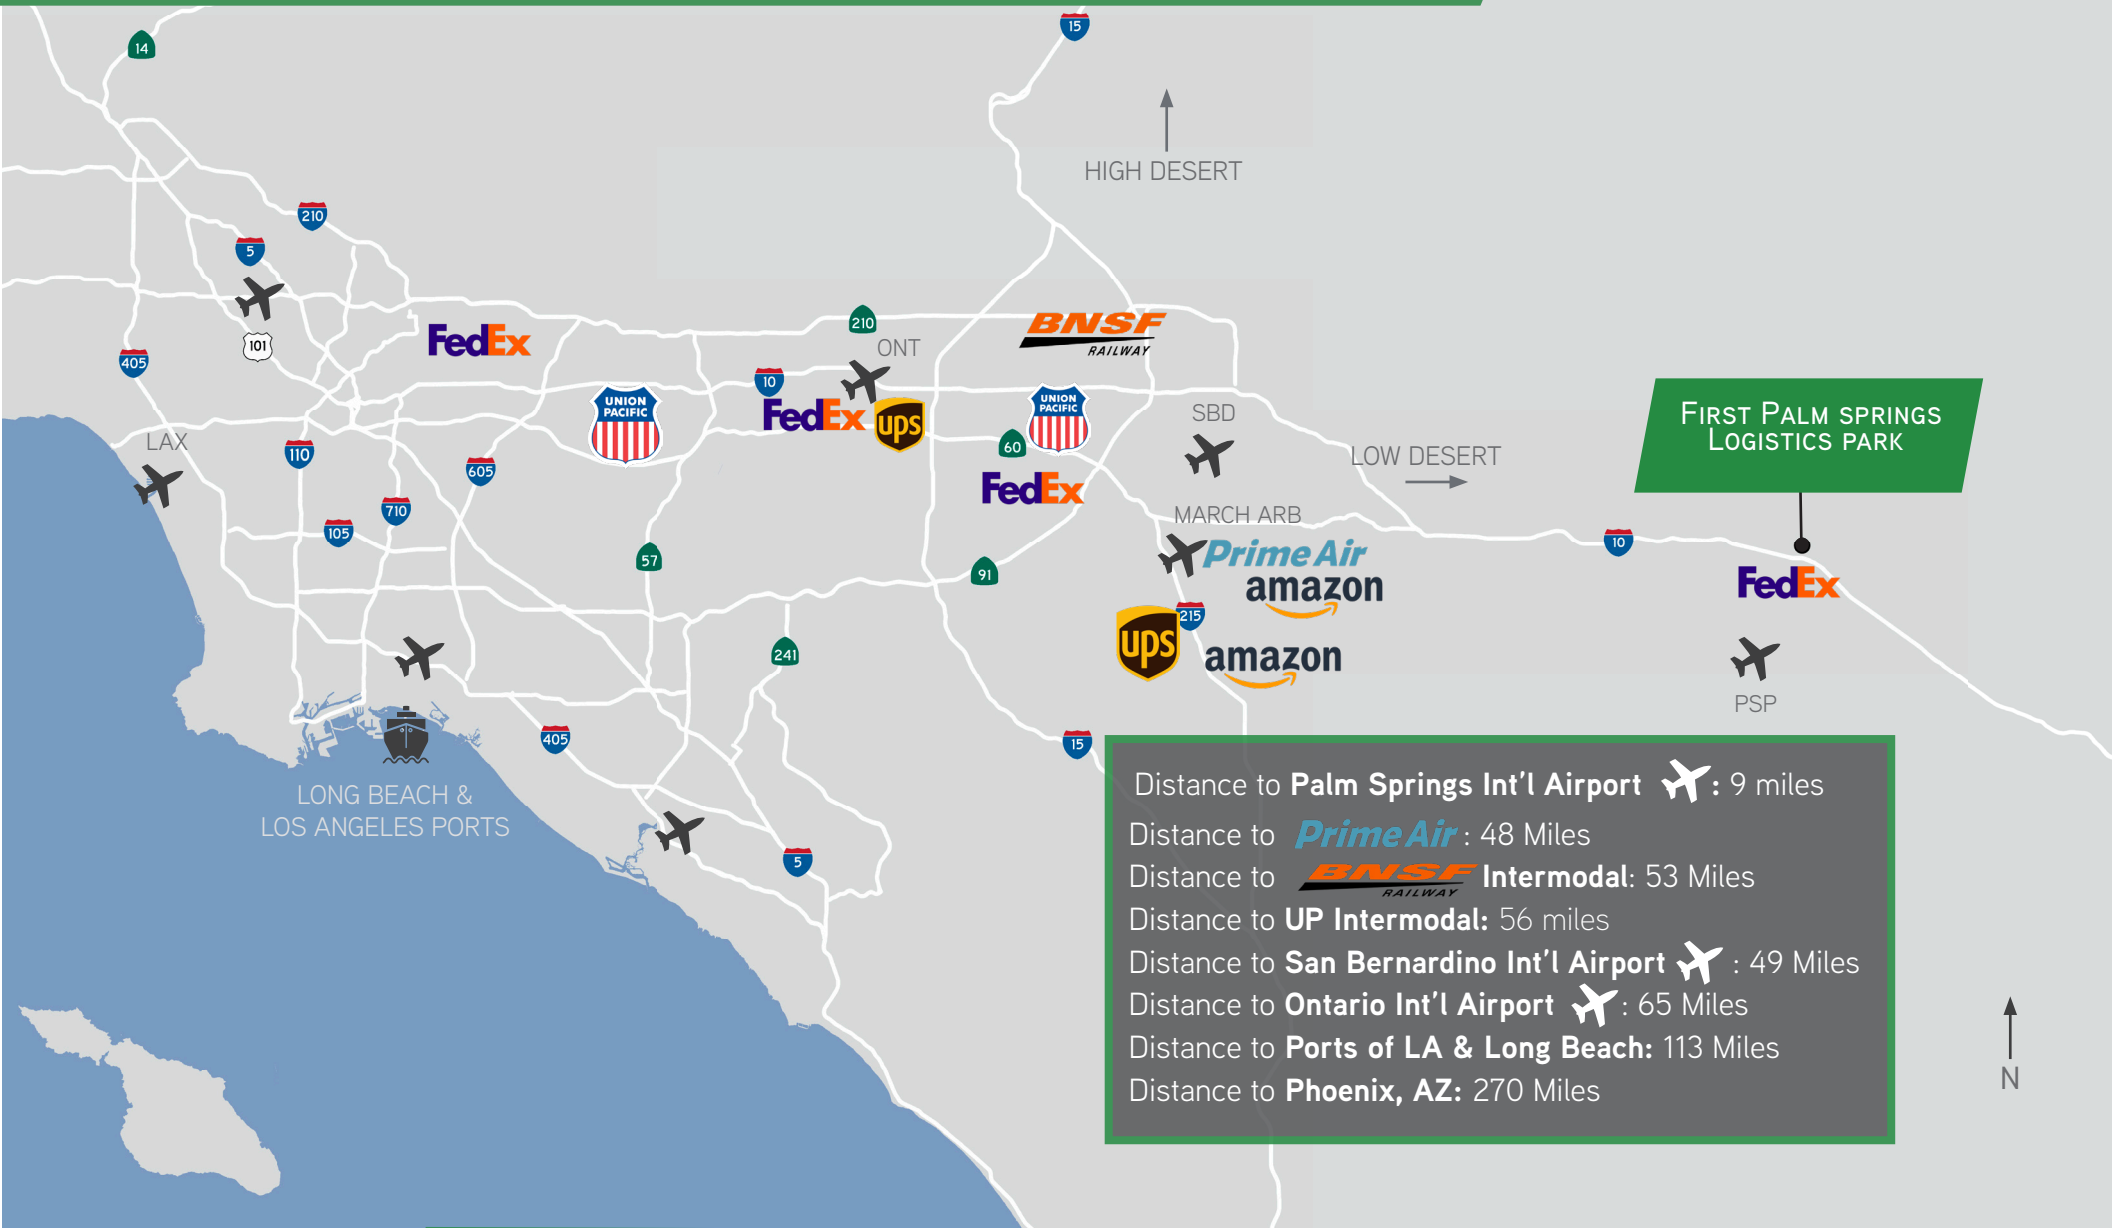 14
15
HIGH DESERT
210
5
101
405
FedEx
210
ONT
BNSF
RAILWAY
10
UNION
PACIFIC
FedEx
ups
UNION
PACIFIC
60
SBD
FIRST PALM SPRINGS
LOGISTICS PARK
LAX
110
605
LOW DESERT
FedEx
710
105
MARCH ARB
10
57
91
Prime Air
amazon
FedEx
215
ups
amazon
241
PSP
405
15
LONG BEACH &
LOS ANGELES PORTS
5
Distance to Palm Springs Int'l Airport : 9 miles
Distance to Prime Air : 48 Miles
Distance to BNSF RAILWAY Intermodal: 53 Miles
Distance to UP Intermodal: 56 miles
Distance to San Bernardino Int'l Airport : 49 Miles
Distance to Ontario Int'l Airport : 65 Miles
Distance to Ports of LA & Long Beach: 113 Miles
Distance to Phoenix, AZ: 270 Miles
N